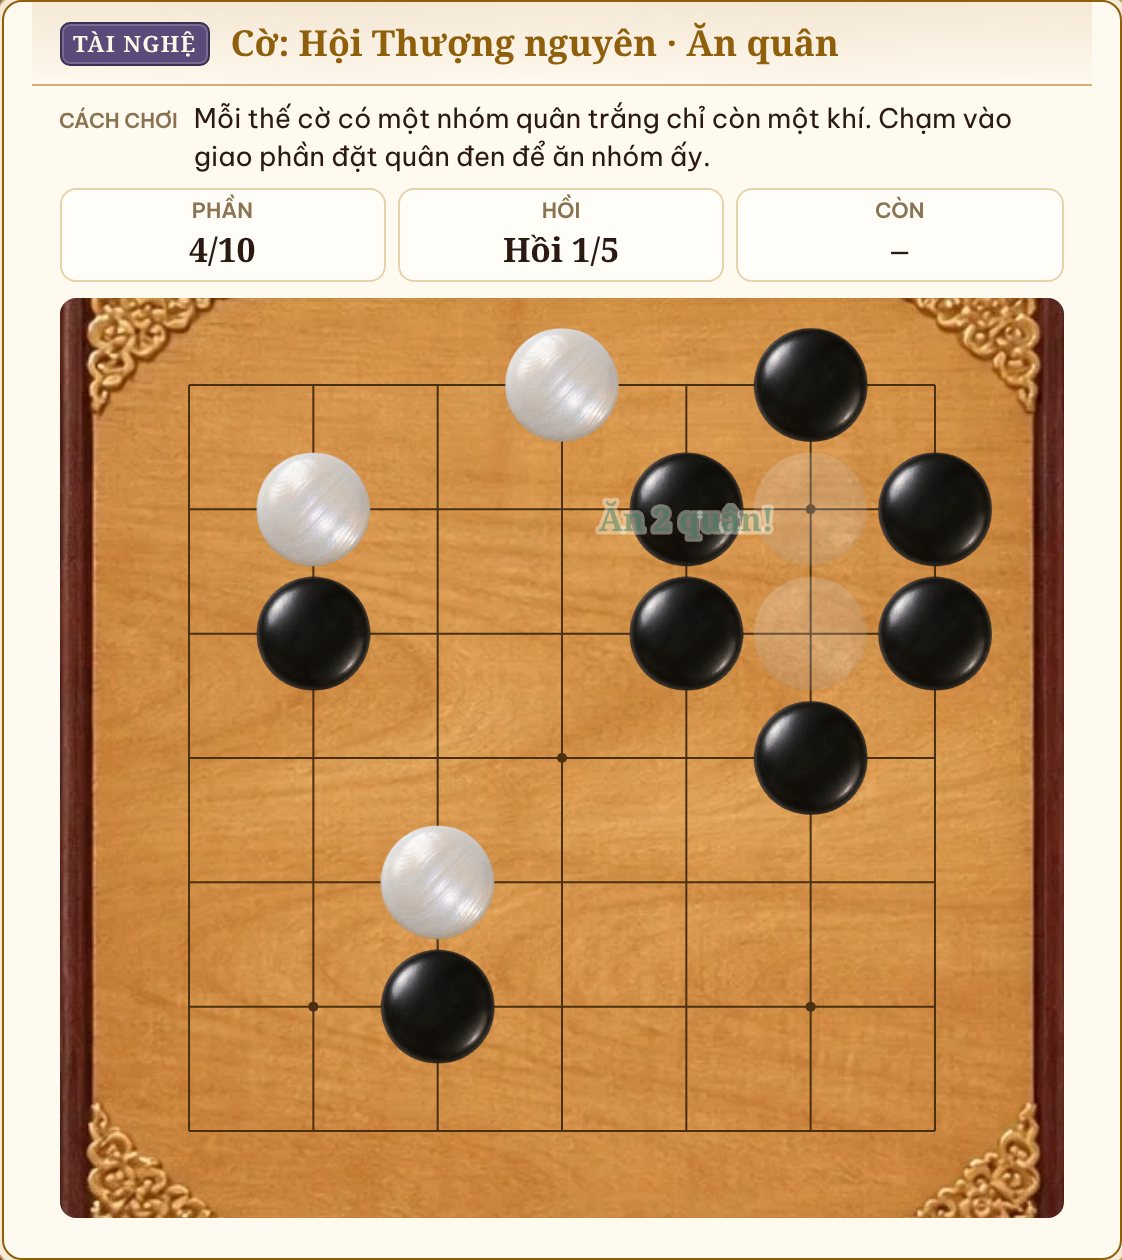 TÀI NGHỆ
Cờ: Hội Thượng nguyên · Ăn quân
CÁCH CHƠI
Mỗi thế cờ có một nhóm quân trắng chỉ còn một khí. Chạm vào
giao phần đặt quân đen để ăn nhóm ấy.
PHẦN
4/10
HỒI
Hồi 1/5
CÒN
–
Ăn 2 quân!